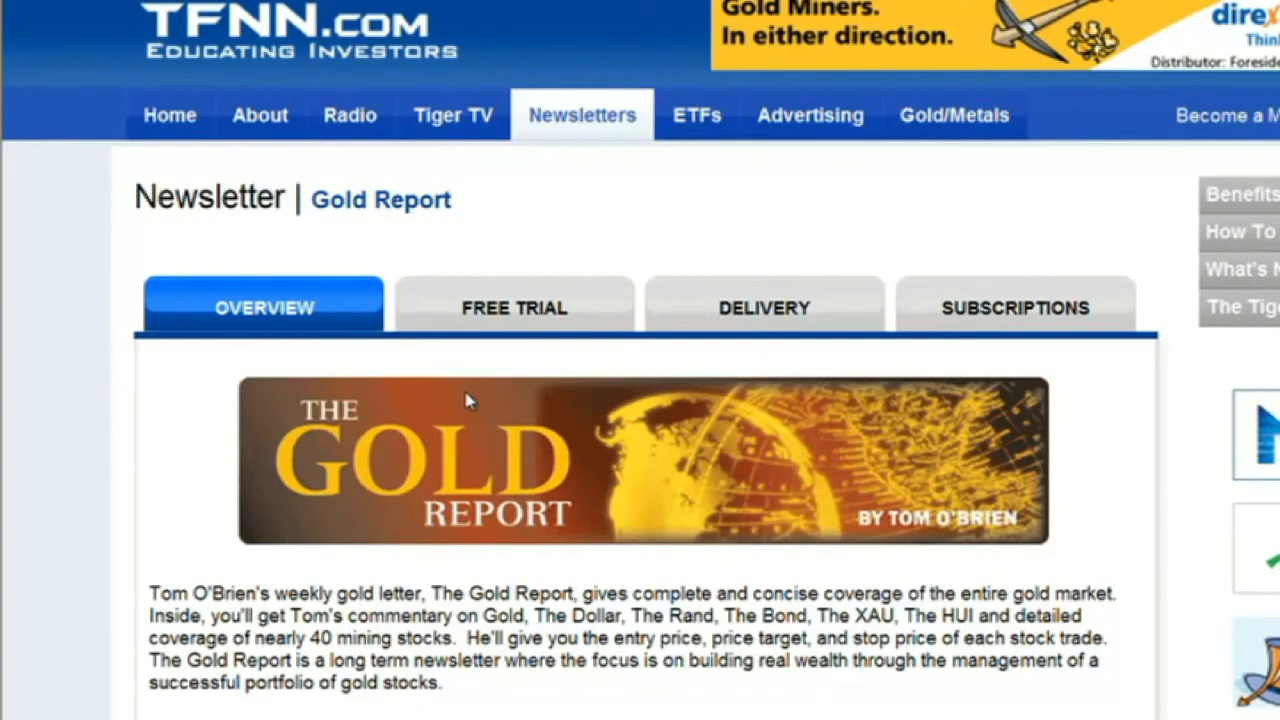 TFNN.COM
EDUCATING INVESTORS
Gold Miners.
In either direction.
Distributor:
Home About Radio Tiger TV Newsletters ETFs Advertising Gold/Metals Become a
Newsletter | Gold Report
Benefits
How To
What's
The
OVERVIEW FREE TRIAL DELIVERY SUBSCRIPTIONS
THE
GOLD
REPORT
BY TOM O'BRIEN
Tom O'Brien's weekly gold letter, The Gold Report, gives complete and concise coverage of the entire gold market.
Inside, you'll get Tom's commentary on Gold, The Dollar, The Rand, The Bond, The XAU, The HUI and detailed
coverage of nearly 40 mining stocks. He'll give you the entry price, price target, and stop price of each stock trade.
The Gold Report is a long term newsletter where the focus is on building real wealth through the management of a
successful portfolio of gold stocks.